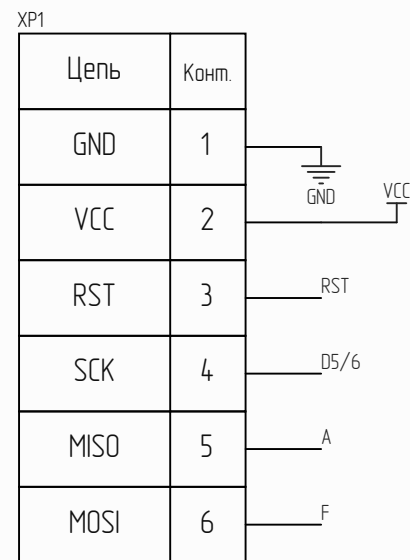 XP1
Цепь Конт.
GND 1
GND
VCC 2
VCC
RST 3 RST
SCK 4 D5/6
MISO 5 A
MOSI 6 F